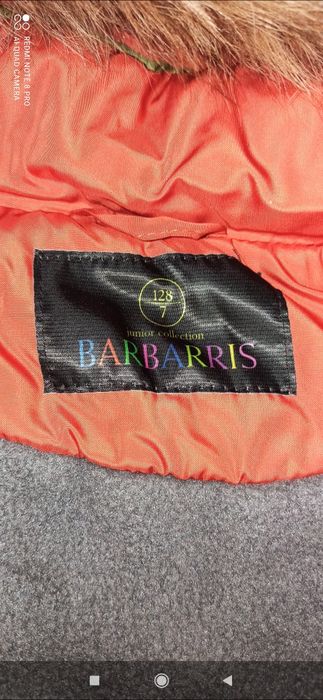 REDMI NOTE 8 PRO
AI QUAD CAMERA
128
7
junior collection
BARBARRIS